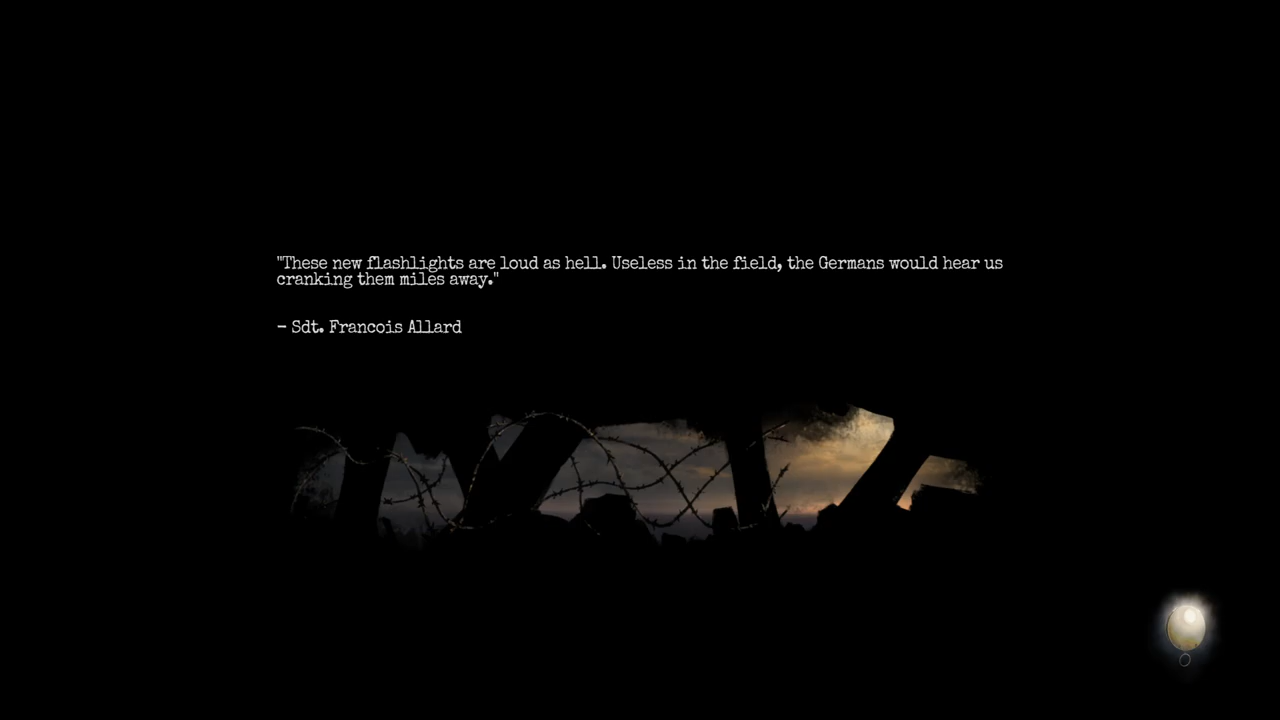 "These new flashlights are loud as hell. Useless in the field, the Germans would hear us
cranking them miles away."
- Sdt. Francois Allard